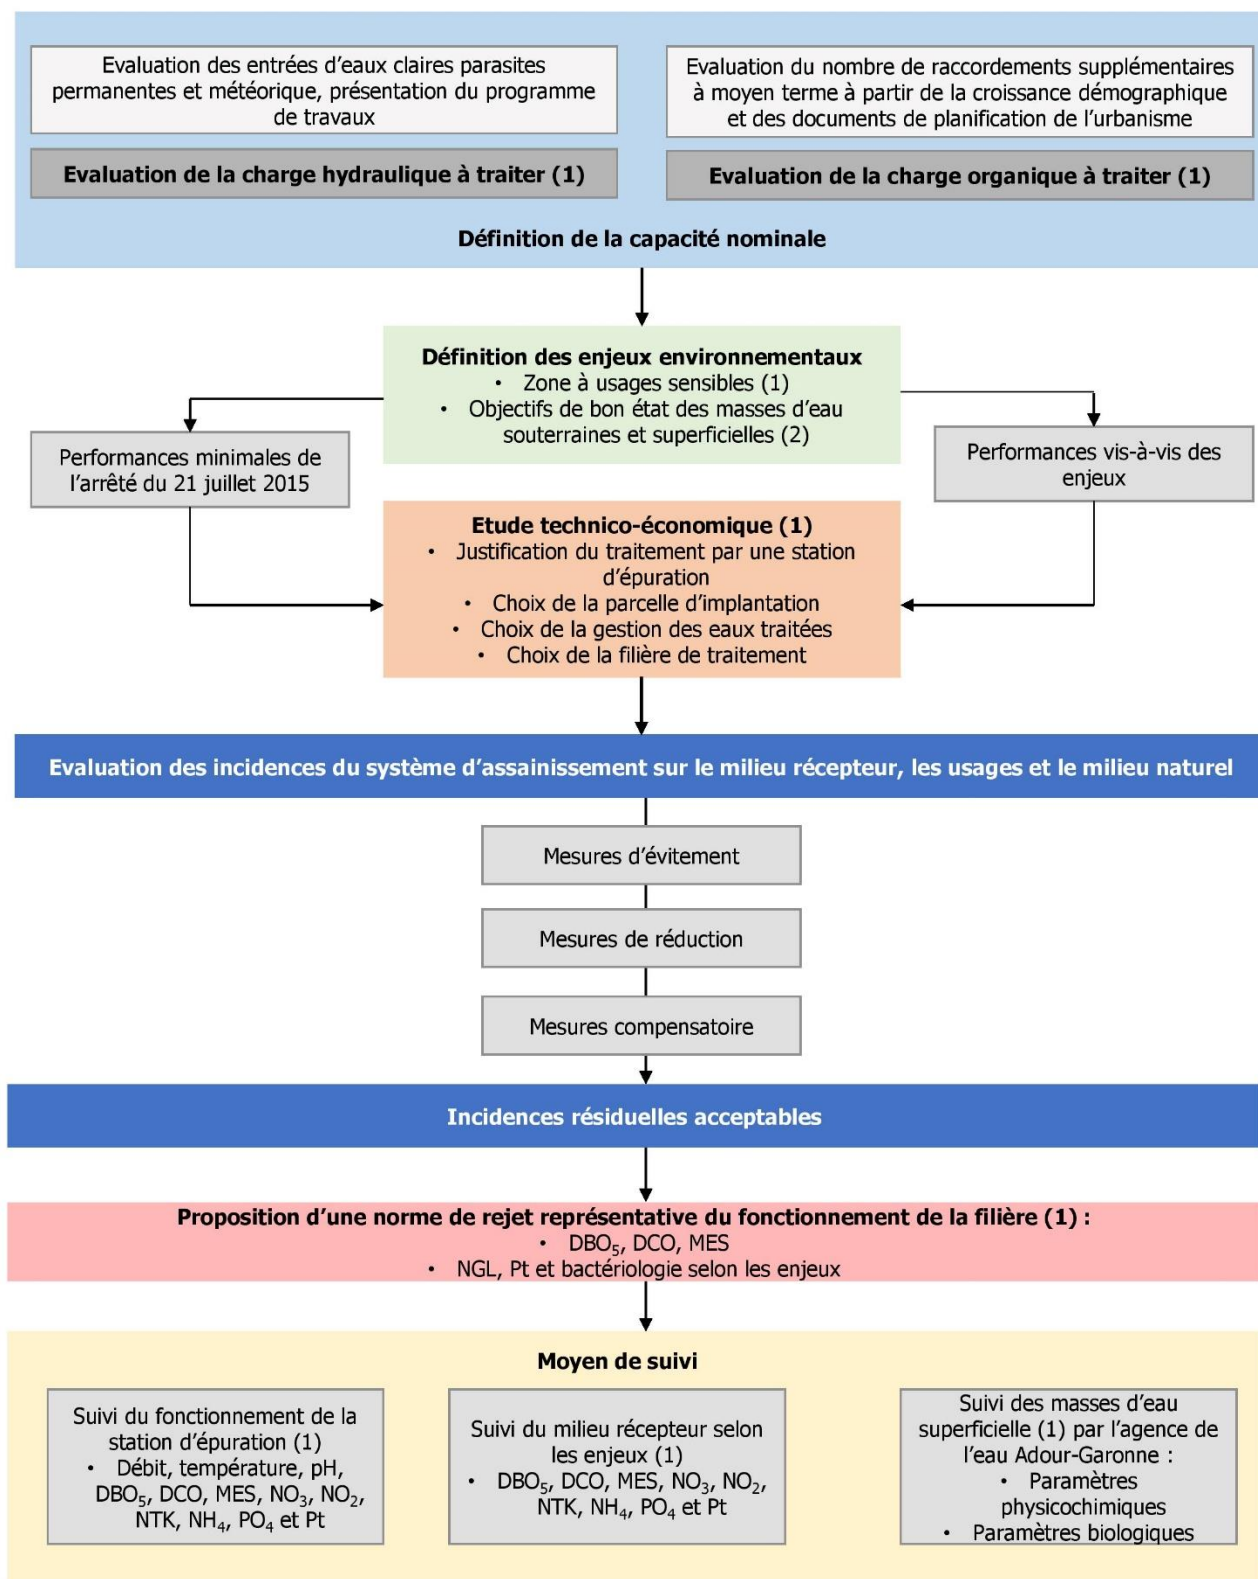 Evaluation des entrées d'eaux claires parasites
permanentes et météorique, présentation du programme
de travaux
Evaluation de la charge hydraulique à traiter (1)
Evaluation du nombre de raccordements supplémentaires
à moyen terme à partir de la croissance démographique
et des documents de planification de l'urbanisme
Evaluation de la charge organique à traiter (1)
Définition de la capacité nominale
Définition des enjeux environnementaux
• Zone à usages sensibles (1)
• Objectifs de bon état des masses d'eau
souterraines et superficielles (2)
Performances minimales de
l'arrêté du 21 juillet 2015
Performances vis-à-vis des
enjeux
Etude technico-économique (1)
• Justification du traitement par une station
d'épuration
• Choix de la parcelle d'implantation
• Choix de la gestion des eaux traitées
• Choix de la filière de traitement
Evaluation des incidences du système d'assainissement sur le milieu récepteur, les usages et le milieu naturel
Mesures d'évitement
Mesures de réduction
Mesures compensatoire
Incidences résiduelles acceptables
Proposition d'une norme de rejet représentative du fonctionnement de la filière (1) :
• DBO₅, DCO, MES
• NGL, Pt et bactériologie selon les enjeux
Moyen de suivi
Suivi du fonctionnement de la
station d'épuration (1)
• Débit, température, pH,
DBO₅, DCO, MES, NO₃, NO₂,
NTK, NH₄, PO₄ et Pt
Suivi du milieu récepteur selon
les enjeux (1)
• DBO₅, DCO, MES, NO₃, NO₂,
NTK, NH₄, PO₄ et Pt
Suivi des masses d'eau
superficielle (1) par l'agence de
l'eau Adour-Garonne :
• Paramètres
physicochimiques
• Paramètres biologiques